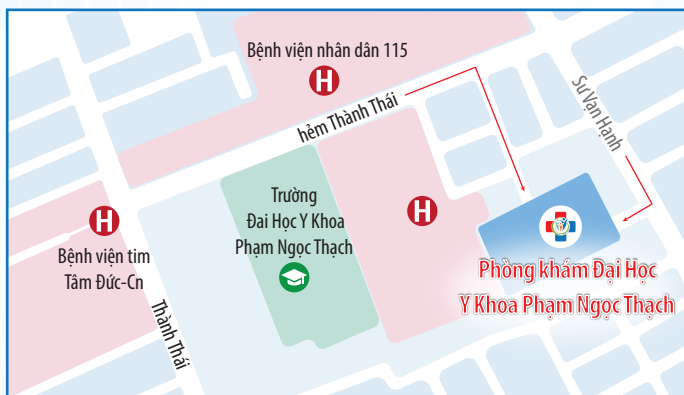 Bệnh viện nhân dân 115
H
hẻm Thành Thái
Sư Vạn Hạnh
Trường
Đai Học Y Khoa
Phạm Ngọc Thạch
H
H
Bệnh viện tim
Tâm Đức-Cn
Thành Thái
Phòng khám Đại Học
Y Khoa Phạm Ngọc Thạch